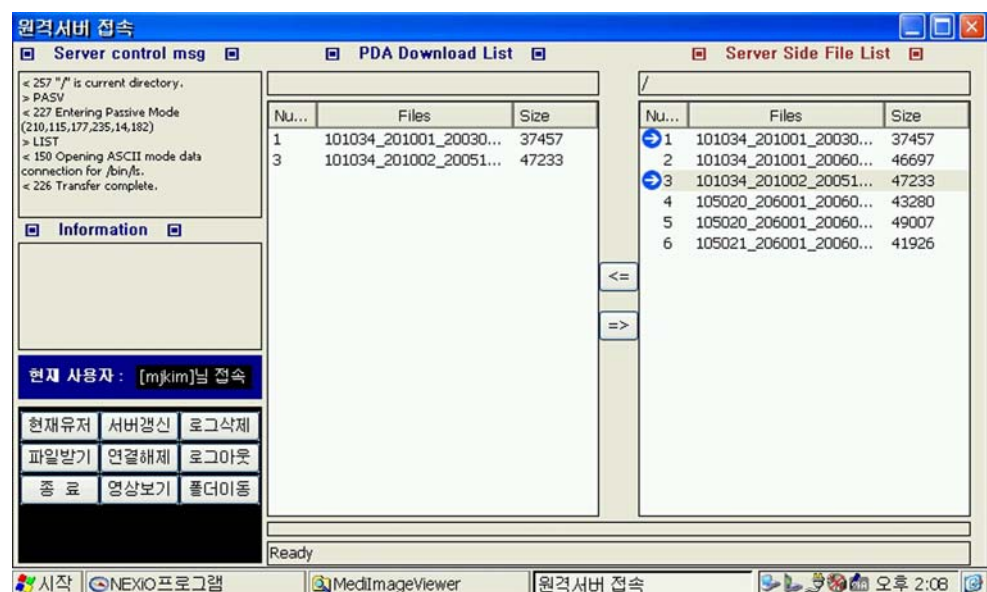 원격서버 접속
Server control msg
PDA Download List
Server Side File List
< 257 "/" is current directory.
> PASV
< 227 Entering Passive Mode
(210,115,177,235,14,182)
> LIST
< 150 Opening ASCII mode data
connection for /bin/ls.
< 226 Transfer complete.
Information
현재 사용자 : [mjkim]님 접속
현재유저 서버갱신 로그삭제
파일받기 연결해제 로그아웃
종 료 영상보기 폴더이동
Nu... Files Size
1 101034_201001_20030... 37457
3 101034_201002_20051... 47233
<=
=>
/
Nu... Files Size
1 101034_201001_20030... 37457
2 101034_201001_20060... 46697
3 101034_201002_20051... 47233
4 105020_206001_20060... 43280
5 105020_206001_20060... 49007
6 105021_206001_20060... 41926
Ready
시작 NEXiO프로그램 MediImageViewer 원격서버 접속 오후 2:08